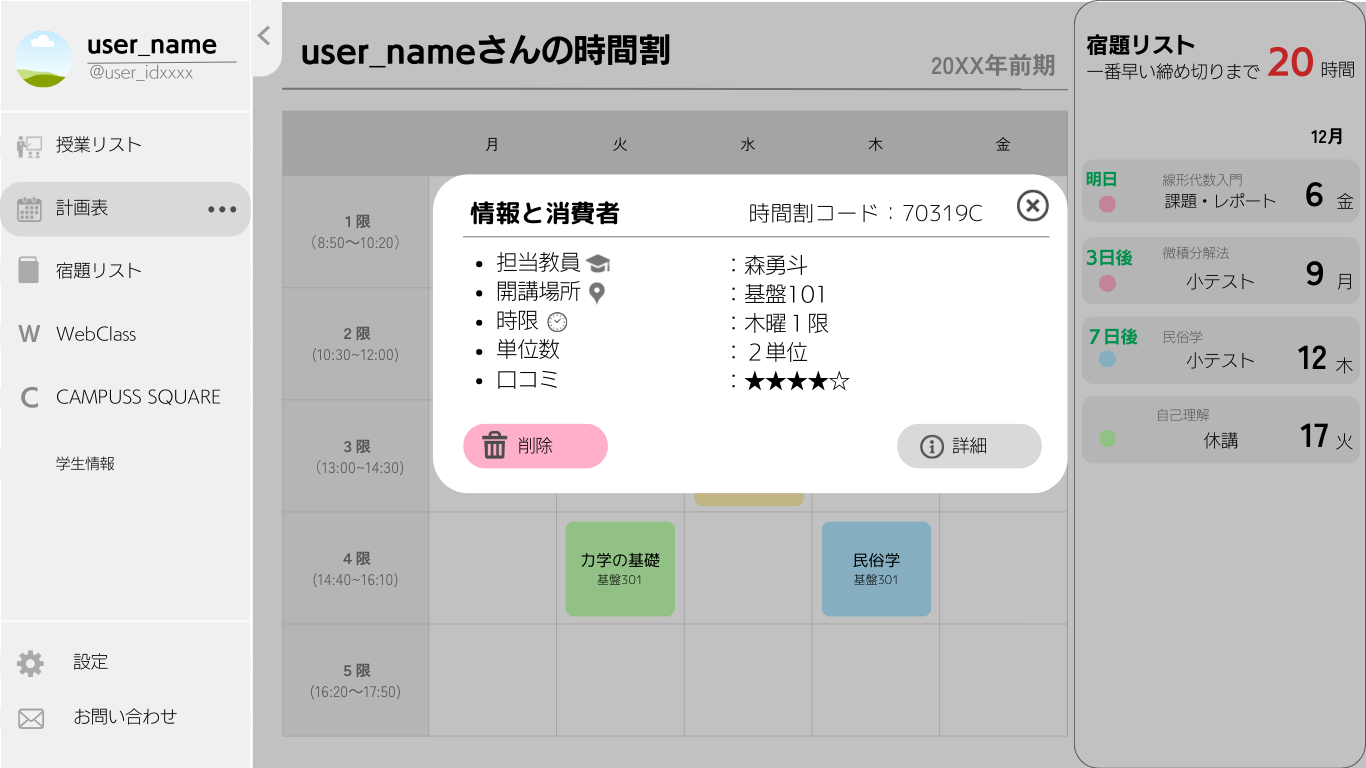 user_name
@user_idxxxx
授業リスト
計画表
宿題リスト
W WebClass
C CAMPUSS SQUARE
学生情報
設定
お問い合わせ
user_nameさんの時間割
20XX年前期
月 火 水 木 金
1限
(8:50〜10:20)
2限
(10:30~12:00)
3限
(13:00~14:30)
4限
(14:40~16:10)
5限
(16:20〜17:50)
力学の基礎
基盤301
民俗学
基盤301
情報と消費者
時間割コード：70319C
• 担当教員 ：森勇斗
• 開講場所 ：基盤101
• 時限 ：木曜１限
• 単位数 ：２単位
• 口コミ ：★★★★☆
削除
詳細
宿題リスト
一番早い締め切りまで 20 時間
12月
明日
線形代数入門
課題・レポート
6 金
3日後
微積分解法
小テスト
9 月
７日後
民俗学
小テスト
12 木
自己理解
休講
17 火